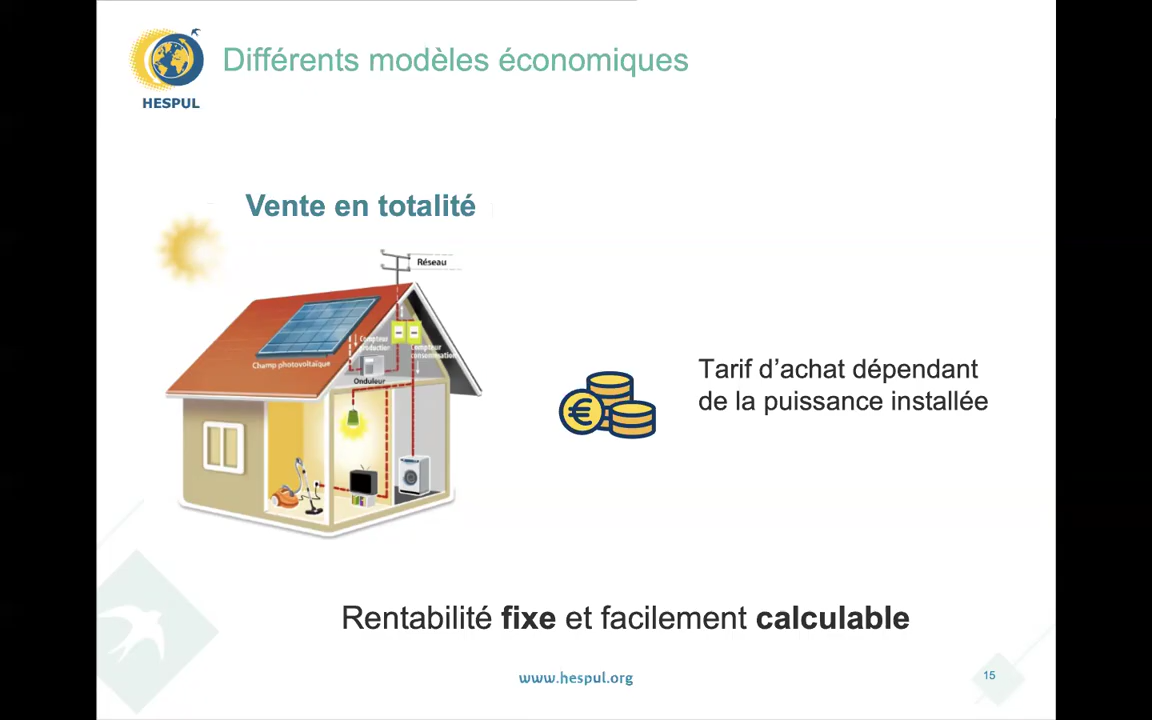 Différents modèles économiques
HESPUL
Vente en totalité
Réseau
Compteur
production
Compteur
consommation
Champ photovoltaïque
Onduleur
Tarif d’achat dépendant
de la puissance installée
Rentabilité fixe et facilement calculable
www.hespul.org
15